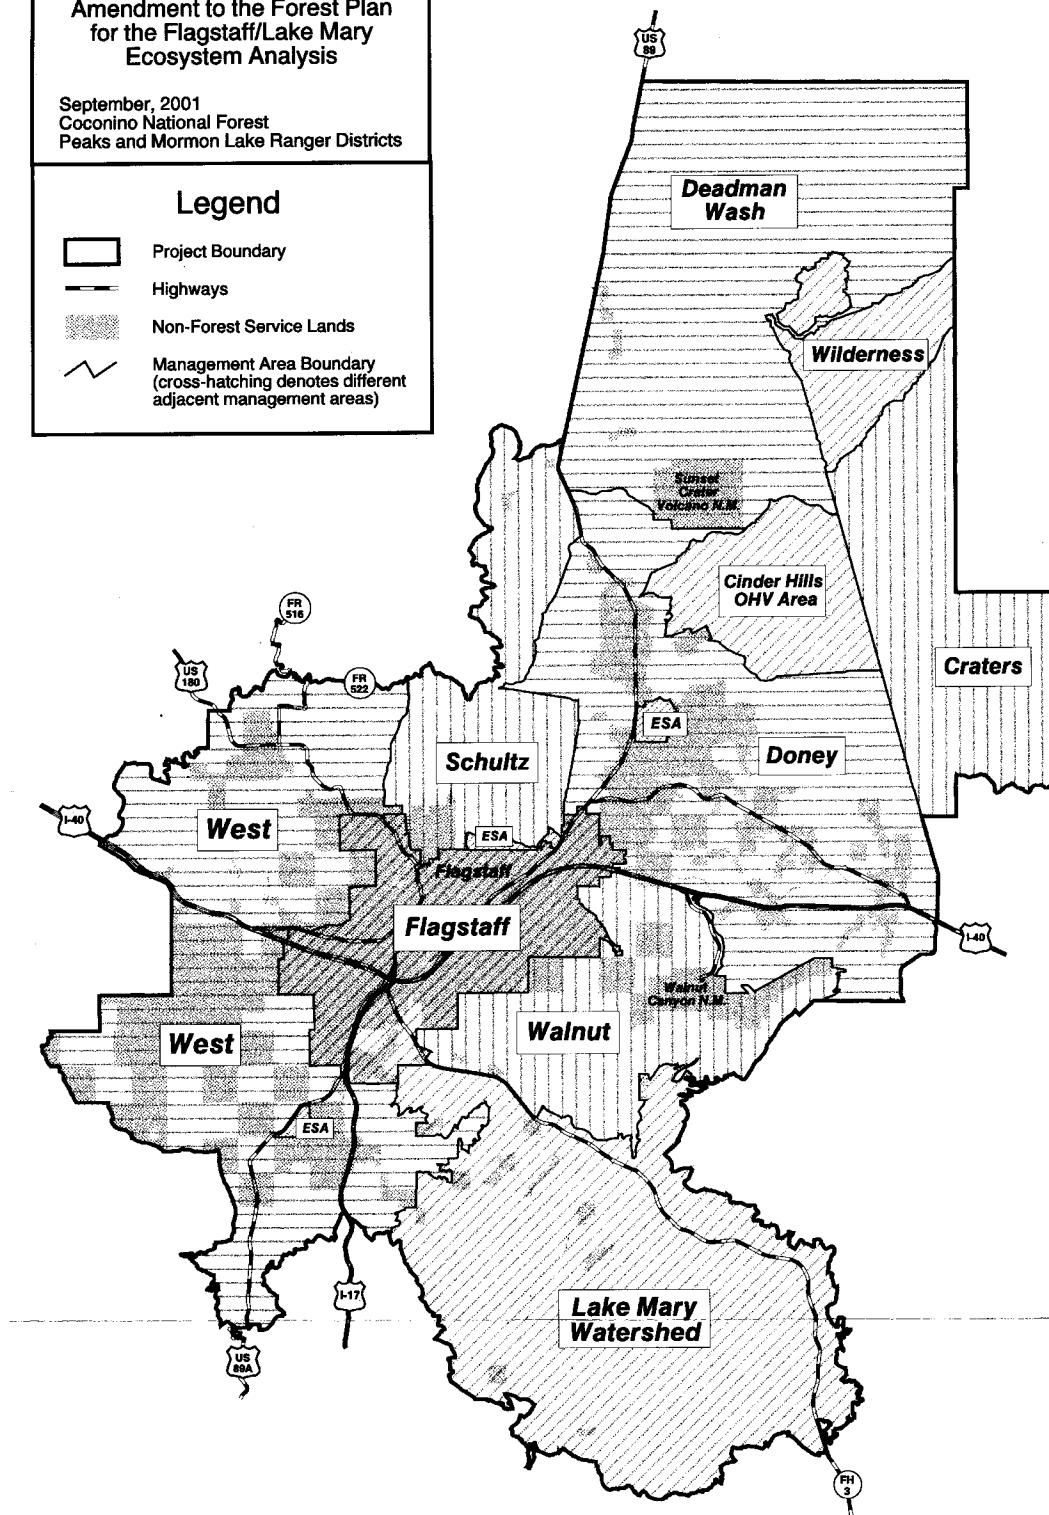 Amendment to the Forest Plan
for the Flagstaff/Lake Mary
Ecosystem Analysis
September, 2001
Coconino National Forest
Peaks and Mormon Lake Ranger Districts
Legend
Project Boundary
Highways
Non-Forest Service Lands
Management Area Boundary
(cross-hatching denotes different
adjacent management areas)
US
89
Deadman
Wash
Wilderness
Sunset
Crater
Volcano N.M.
Cinder Hills
OHV Area
FR
516
US
180
FR
522
Craters
ESA
Schultz
Doney
I-40
West
ESA
Flagstaff
Flagstaff
I-40
Walnut
Canyon N.M.
West
Walnut
ESA
I-17
Lake Mary
Watershed
US
89A
FH
3